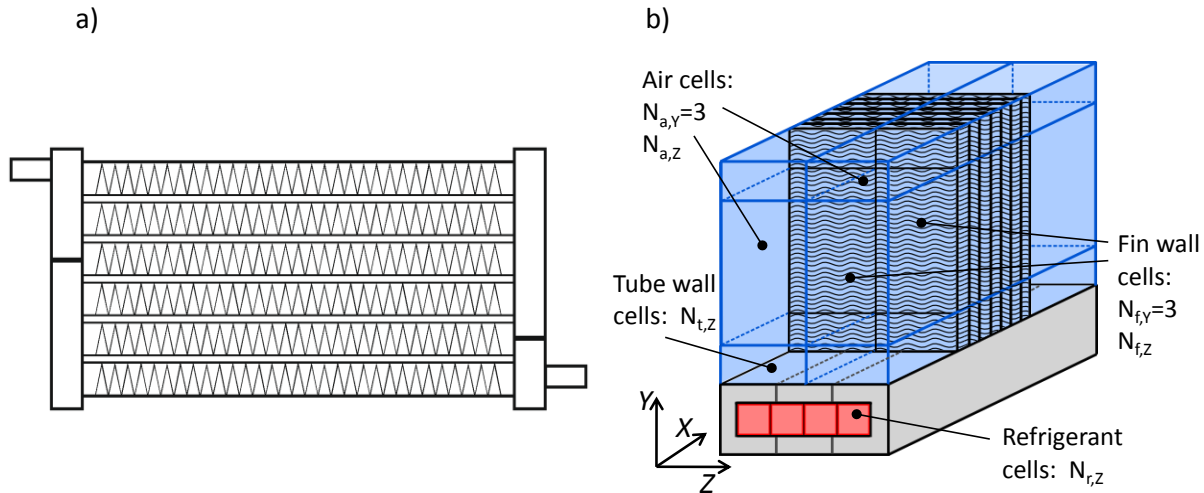 a)
b)
Air cells:
N_a,Y=3
N_a,Z
Tube wall
cells: N_t,Z
Fin wall
cells:
N_f,Y=3
N_f,Z
Y
X
Z
Refrigerant
cells: N_r,Z